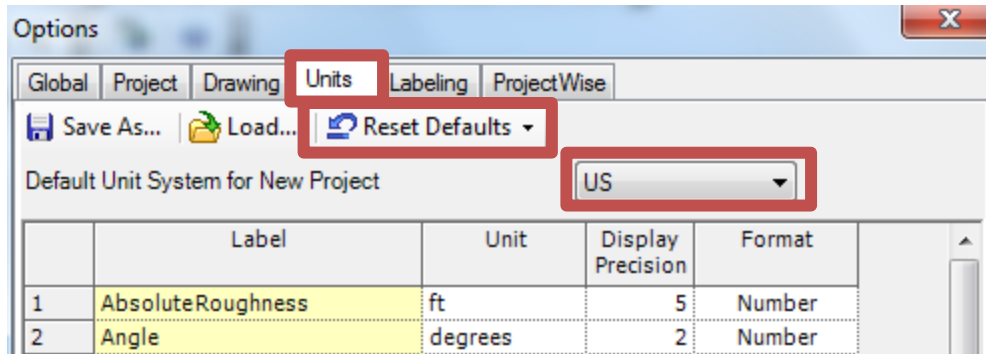 Options
Global Project Drawing Units Labeling ProjectWise
Save As... Load... Reset Defaults
Default Unit System for New Project US
Label Unit Display Precision Format
1 AbsoluteRoughness ft 5 Number
2 Angle degrees 2 Number